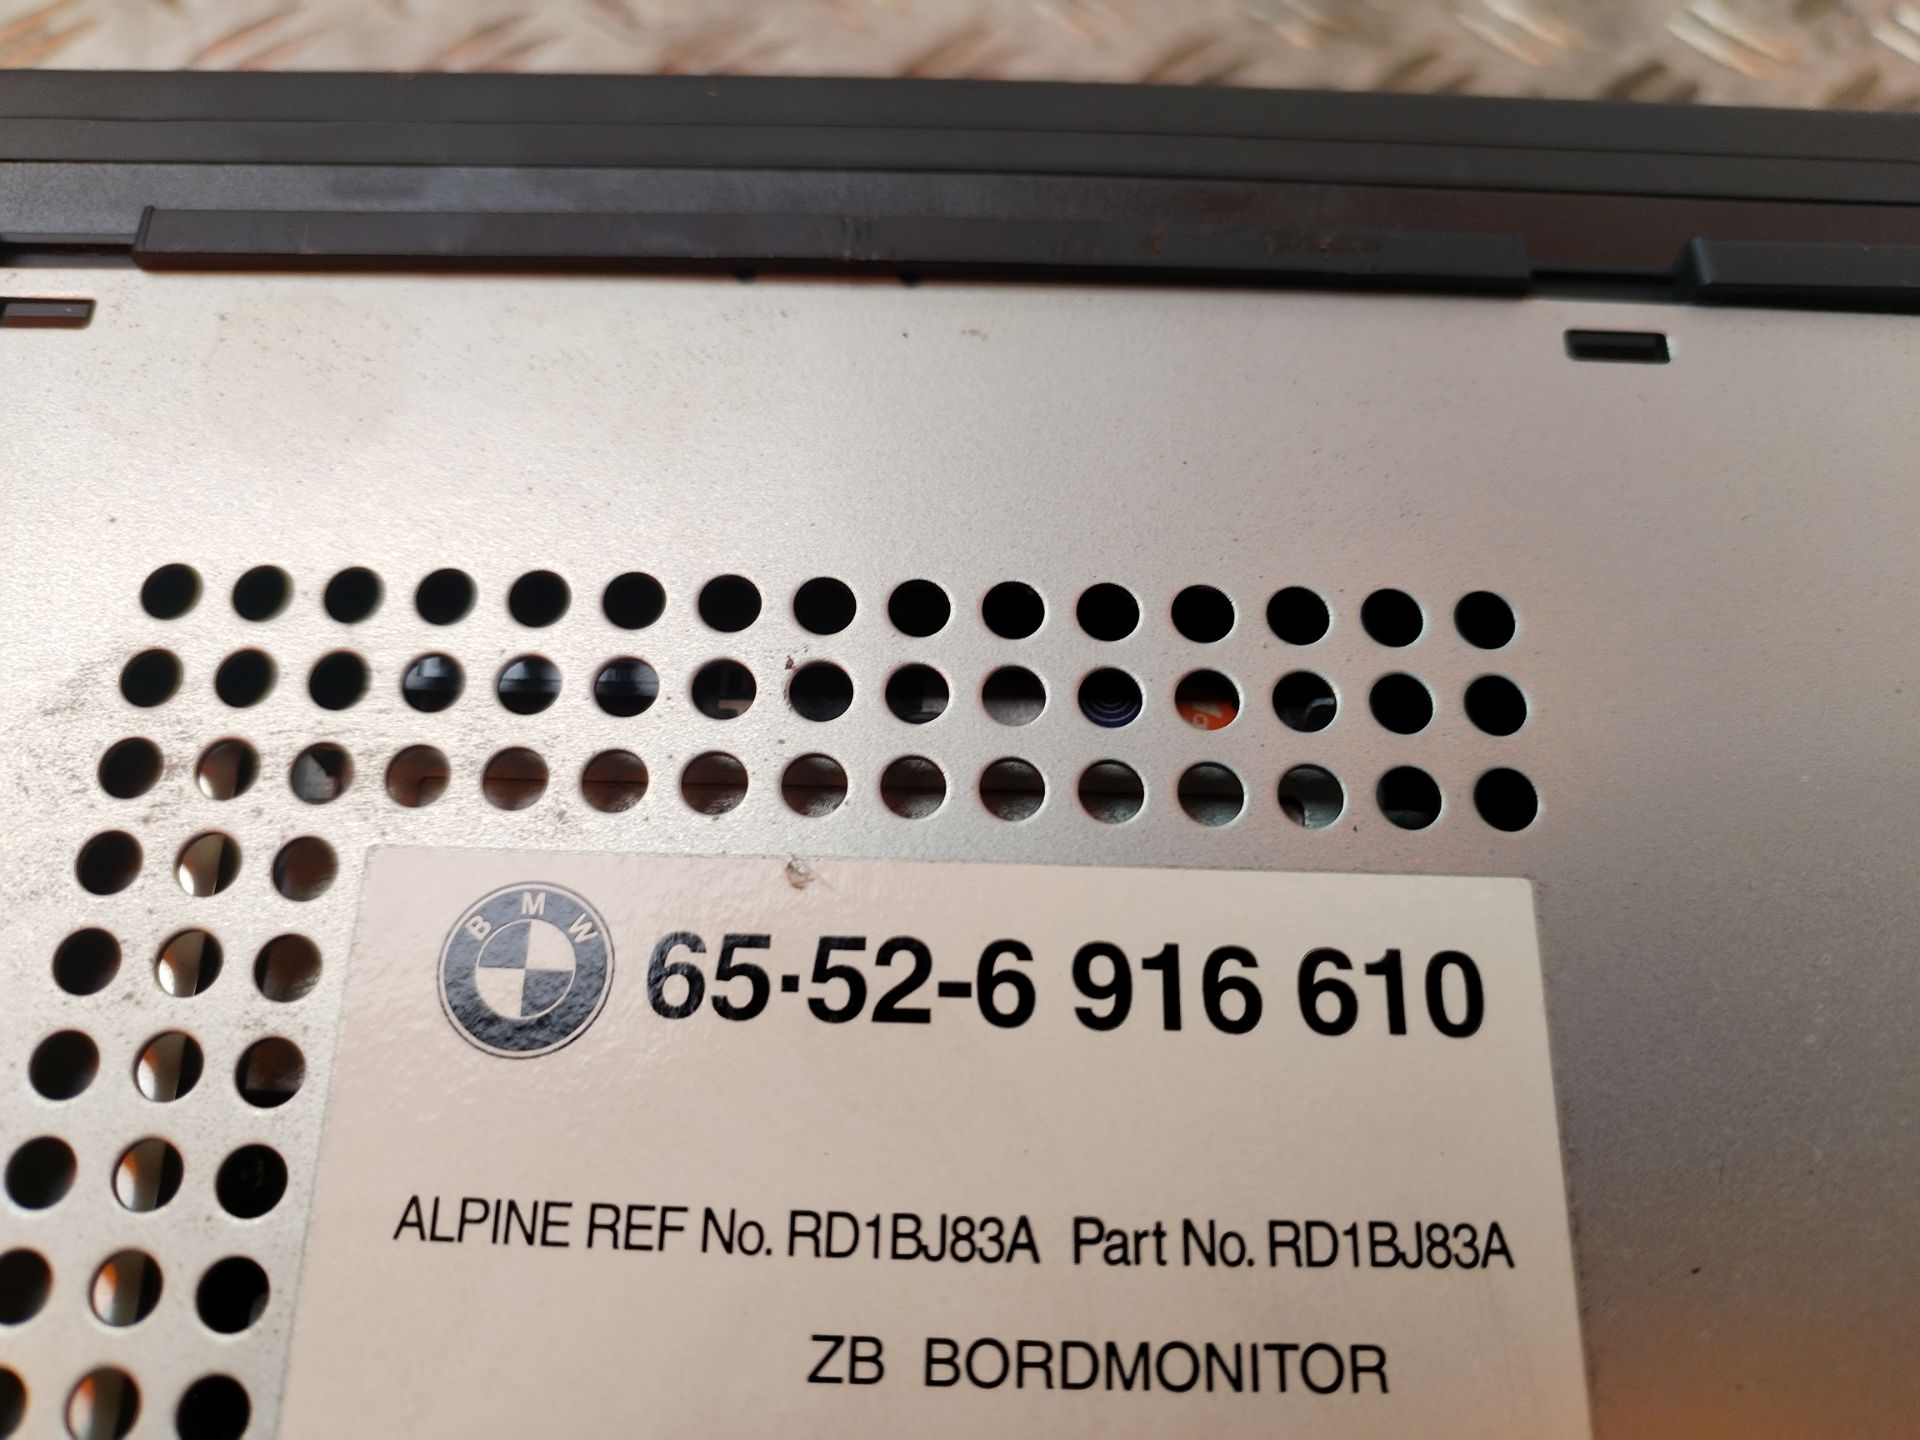 BMW 65·52-6 916 610
ALPINE REF No. RD1BJ83A Part No. RD1BJ83A
ZB BORDMONITOR